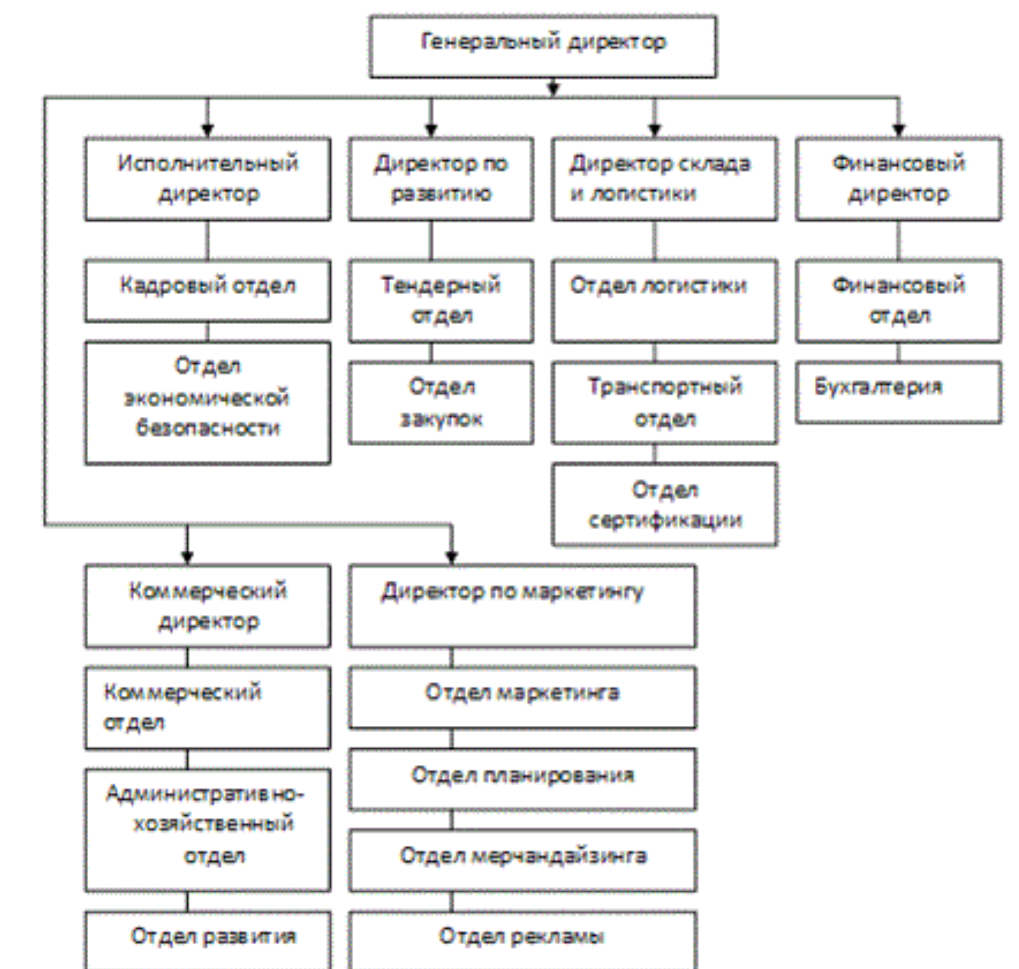 Генеральный директор
Исполнительный
директор
Директор по
развитию
Директор склада
и логистики
Финансовый
директор
Кадровый отдел
Тендерный
отдел
Отдел логистики
Финансовый
отдел
Отдел
экономической
безопасности
Отдел
закупок
Транспортный
отдел
Бухгалтерия
Отдел
сертификации
Коммерческий
директор
Директор по маркетингу
Коммерческий
отдел
Отдел маркетинга
Административно-
хозяйственный
отдел
Отдел планирования
Отдел мерчандайзинга
Отдел развития
Отдел рекламы